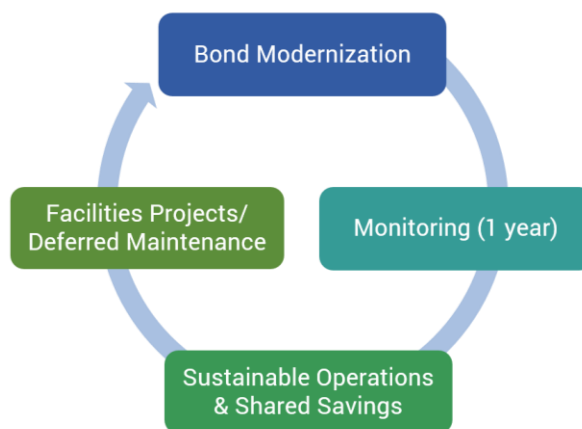 Bond Modernization
Monitoring (1 year)
Sustainable Operations
& Shared Savings
Facilities Projects/
Deferred Maintenance